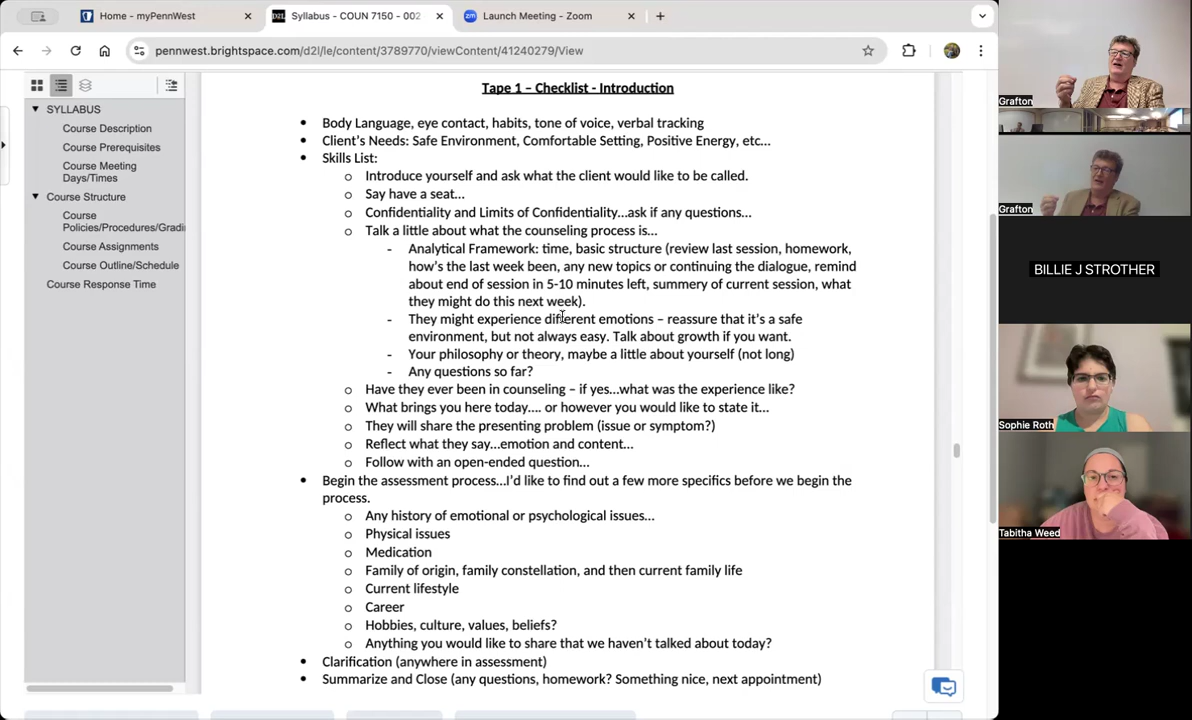 Home - myPennWest
D2L
Syllabus - COUN 7150 - 002
zm
Launch Meeting - Zoom
pennwest.brightspace.com/d2l/le/content/3789770/viewContent/41240279/View
SYLLABUS
Course Description
Course Prerequisites
Course Meeting
Days/Times
Course Structure
Course
Policies/Procedures/Gradi
Course Assignments
Course Outline/Schedule
Course Response Time
Tape 1 – Checklist - Introduction
• Body Language, eye contact, habits, tone of voice, verbal tracking
• Client's Needs: Safe Environment, Comfortable Setting, Positive Energy, etc...
• Skills List:
o Introduce yourself and ask what the client would like to be called.
o Say have a seat...
o Confidentiality and Limits of Confidentiality...ask if any questions...
o Talk a little about what the counseling process is...
- Analytical Framework: time, basic structure (review last session, homework,
how's the last week been, any new topics or continuing the dialogue, remind
about end of session in 5-10 minutes left, summery of current session, what
they might do this next week).
- They might experience different emotions – reassure that it's a safe
environment, but not always easy. Talk about growth if you want.
- Your philosophy or theory, maybe a little about yourself (not long)
- Any questions so far?
o Have they ever been in counseling – if yes...what was the experience like?
o What brings you here today.... or however you would like to state it...
o They will share the presenting problem (issue or symptom?)
o Reflect what they say...emotion and content...
o Follow with an open-ended question...
• Begin the assessment process...I'd like to find out a few more specifics before we begin the
process.
o Any history of emotional or psychological issues...
o Physical issues
o Medication
o Family of origin, family constellation, and then current family life
o Current lifestyle
o Career
o Hobbies, culture, values, beliefs?
o Anything you would like to share that we haven't talked about today?
• Clarification (anywhere in assessment)
• Summarize and Close (any questions, homework? Something nice, next appointment)
Grafton
Grafton
BILLIE J STROTHER
Sophie Roth
Tabitha Weed